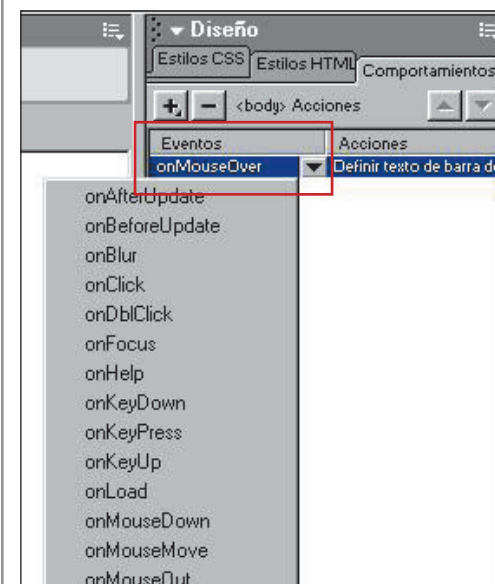 Diseño
Estilos CSS Estilos HTML Comportamientos
<body> Acciones
Eventos Acciones
onMouseOver Definir texto de barra de
onAfterUpdate
onBeforeUpdate
onBlur
onClick
onDblClick
onFocus
onHelp
onKeyDown
onKeyPress
onKeyUp
onLoad
onMouseDown
onMouseMove
onMouseOut